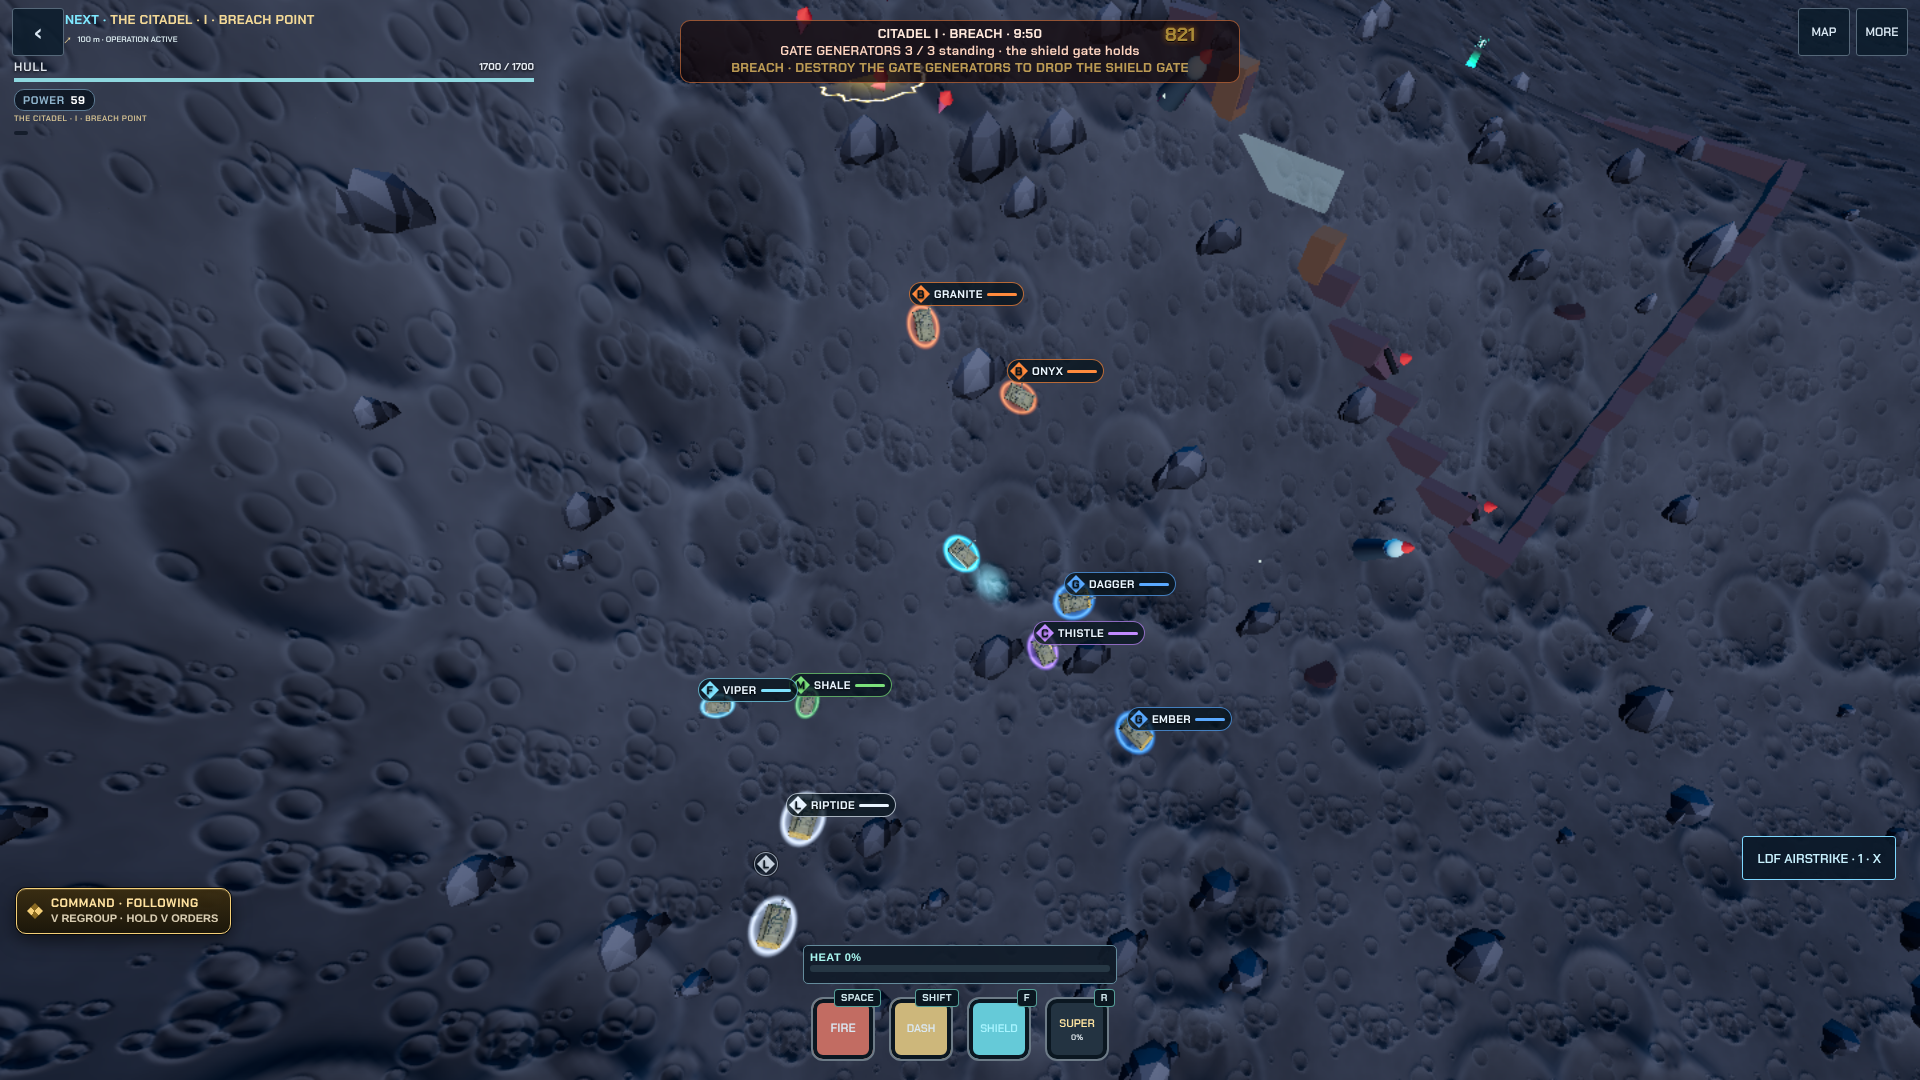 NEXT · THE CITADEL · I · BREACH POINT
100 m · OPERATION ACTIVE
HULL 1700 / 1700
POWER 59
THE CITADEL · I · BREACH POINT
CITADEL I · BREACH · 9:50
821
GATE GENERATORS 3 / 3 standing · the shield gate holds
BREACH · DESTROY THE GATE GENERATORS TO DROP THE SHIELD GATE
MAP
MORE
B GRANITE
B ONYX
G DAGGER
C THISTLE
F VIPER
M SHALE
G EMBER
L RIPTIDE
L
LDF AIRSTRIKE · 1 · X
COMMAND · FOLLOWING
V REGROUP · HOLD V ORDERS
HEAT 0%
SPACE
FIRE
SHIFT
DASH
F
SHIELD
R
SUPER
0%